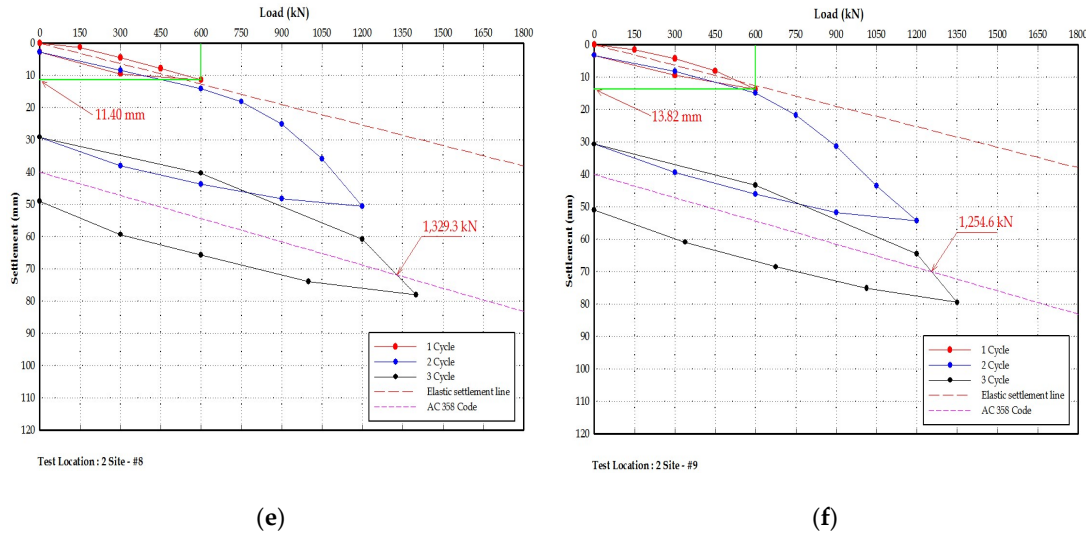 Load (kN)
0 150 300 450 600 750 900 1050 1200 1350 1500 1650 1800
0
10
20
30
40
50
60
70
80
90
100
110
120
Settlement (mm)
11.40 mm
1,329.3 kN
1 Cycle
2 Cycle
3 Cycle
Elastic settlement line
AC 358 Code
Test Location : 2 Site - #8
(e)
Load (kN)
0 150 300 450 600 750 900 1050 1200 1350 1500 1650 1800
0
10
20
30
40
50
60
70
80
90
100
110
120
Settlement (mm)
13.82 mm
1,254.6 kN
1 Cycle
2 Cycle
3 Cycle
Elastic settlement line
AC 358 Code
Test Location : 2 Site - #9
(f)